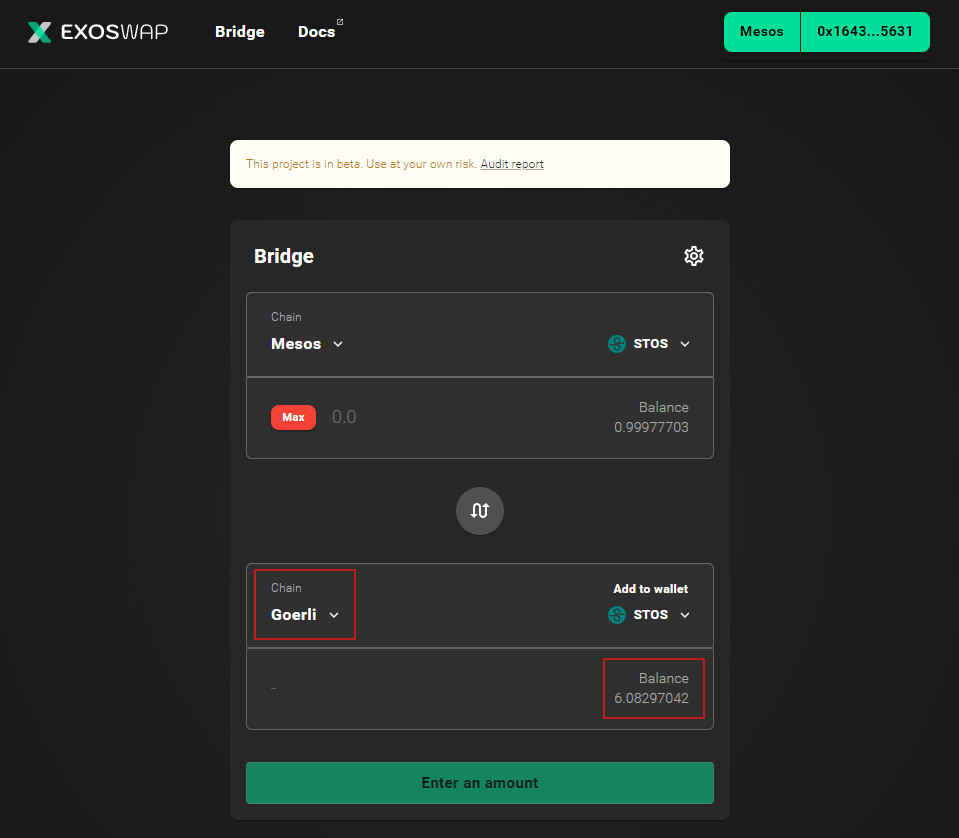 EXOSWAP Bridge Docs Mesos 0x1643...5631
This project is in beta. Use at your own risk. Audit report
Bridge
Chain
Mesos STOS
Max 0.0
Balance
0.99977703
Chain
Add to wallet
Goerli STOS
Balance
-
6.08297042
Enter an amount